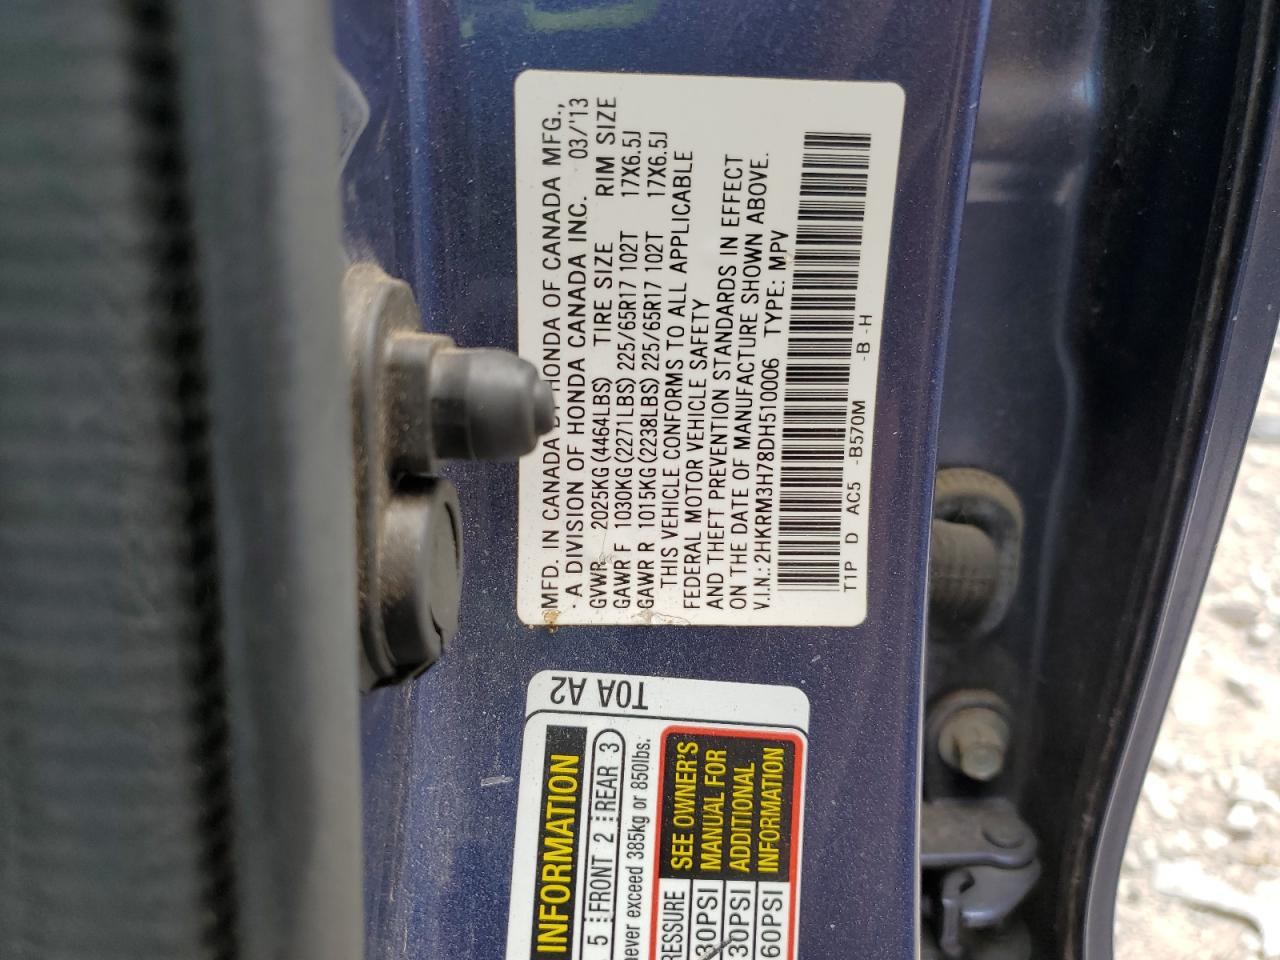 MFD. IN CANADA BY HONDA OF CANADA MFG.,
- A DIVISION OF HONDA CANADA INC. 03/'13
GVWR 2025KG (4464LBS) TIRE SIZE RIM SIZE
GAWR F 1030KG (2271LBS) 225/65R17 102T 17X6.5J
GAWR R 1015KG (2238LBS) 225/65R17 102T 17X6.5J
THIS VEHICLE CONFORMS TO ALL APPLICABLE
FEDERAL MOTOR VEHICLE SAFETY
AND THEFT PREVENTION STANDARDS IN EFFECT
ON THE DATE OF MANUFACTURE SHOWN ABOVE.
V.I.N.: 2HKRM3H78DH510006 TYPE: MPV
T1P D AC5 -B570M -B -H
T0A A2
INFORMATION
5 FRONT 2 REAR 3
never exceed 385kg or 850lbs.
SEE OWNER'S
MANUAL FOR
ADDITIONAL
INFORMATION
30PSI
30PSI
60PSI